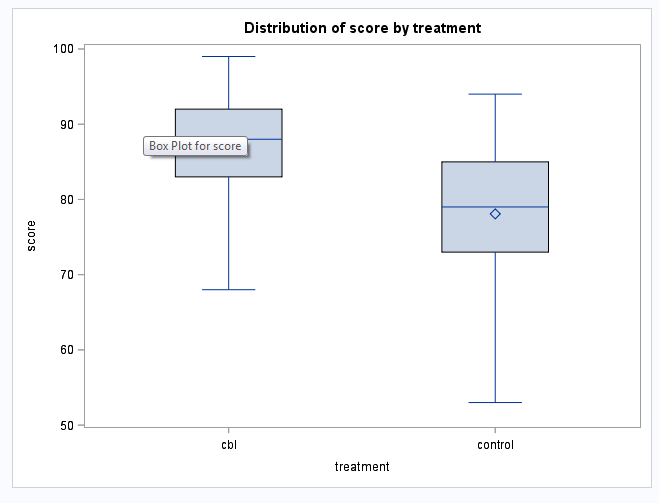 Distribution of score by treatment
100
90
80
70
60
50
score
Box Plot for score
cbl
control
treatment